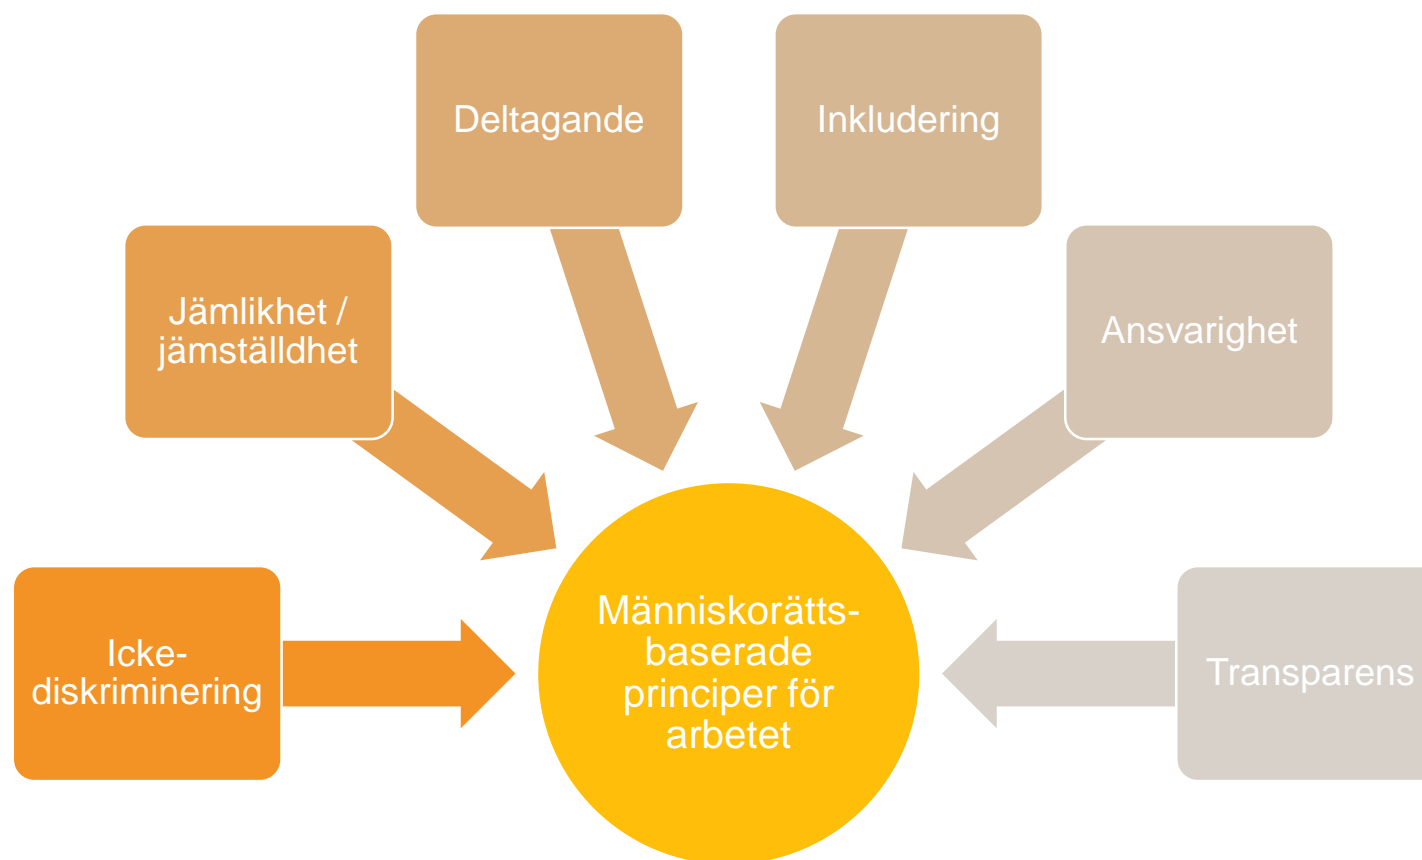 Deltagande
Inkludering
Jämlikhet /
jämställdhet
Ansvarighet
Icke-
diskriminering
Människorätts-
baserade
principer för
arbetet
Transparens